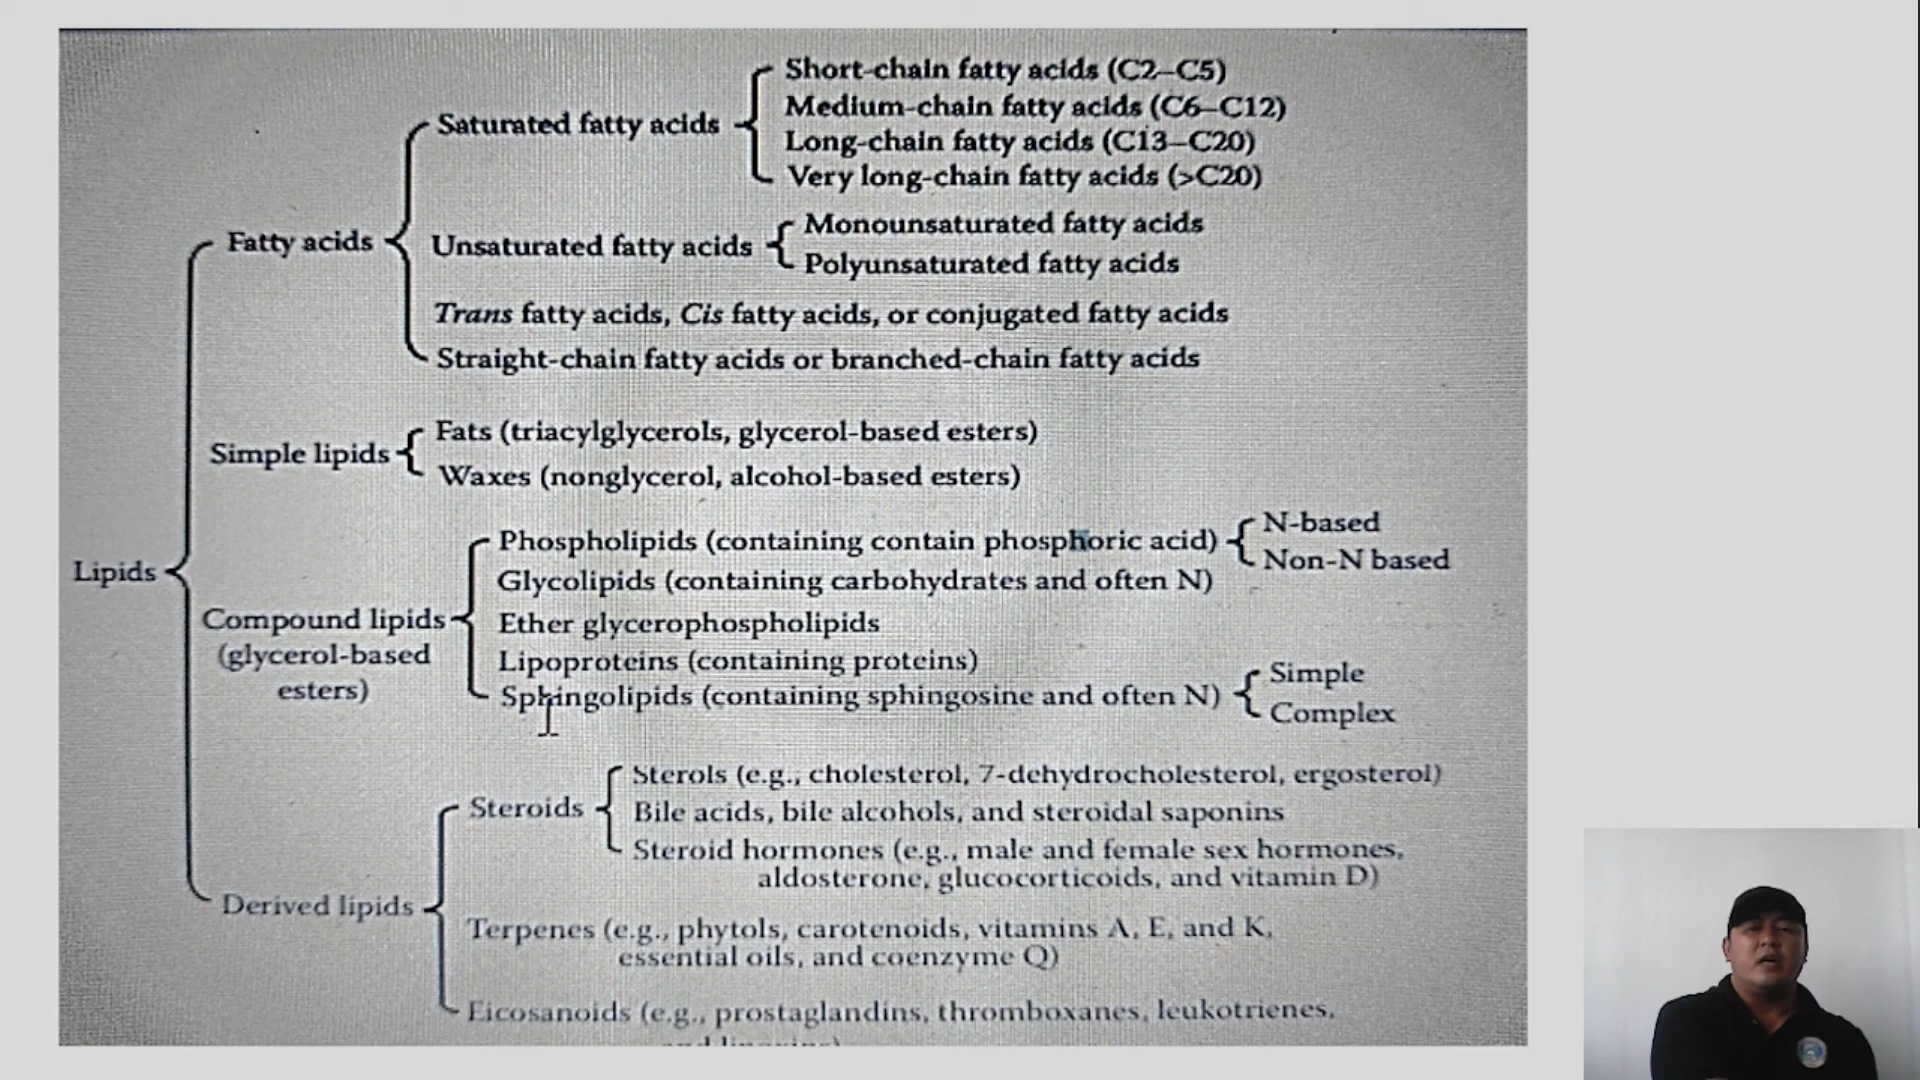 Short-chain fatty acids (C2–C5)
Medium-chain fatty acids (C6–C12)
Saturated fatty acids
Long-chain fatty acids (C13–C20)
Very long-chain fatty acids (>C20)
Monounsaturated fatty acids
Fatty acids
Unsaturated fatty acids
Polyunsaturated fatty acids
Trans fatty acids, Cis fatty acids, or conjugated fatty acids
Straight-chain fatty acids or branched-chain fatty acids
Fats (triacylglycerols, glycerol-based esters)
Simple lipids
Waxes (nonglycerol, alcohol-based esters)
Phospholipids (containing contain phosphoric acid)
N-based
Non-N based
Lipids
Glycolipids (containing carbohydrates and often N)
Compound lipids
(glycerol-based
esters)
Ether glycerophospholipids
Lipoproteins (containing proteins)
Sphingolipids (containing sphingosine and often N)
Simple
Complex
Sterols (e.g., cholesterol, 7-dehydrocholesterol, ergosterol)
Steroids
Bile acids, bile alcohols, and steroidal saponins
Steroid hormones (e.g., male and female sex hormones,
aldosterone, glucocorticoids, and vitamin D)
Derived lipids
Terpenes (e.g., phytols, carotenoids, vitamins A, E, and K,
essential oils, and coenzyme Q)
Eicosanoids (e.g., prostaglandins, thromboxanes, leukotrienes,